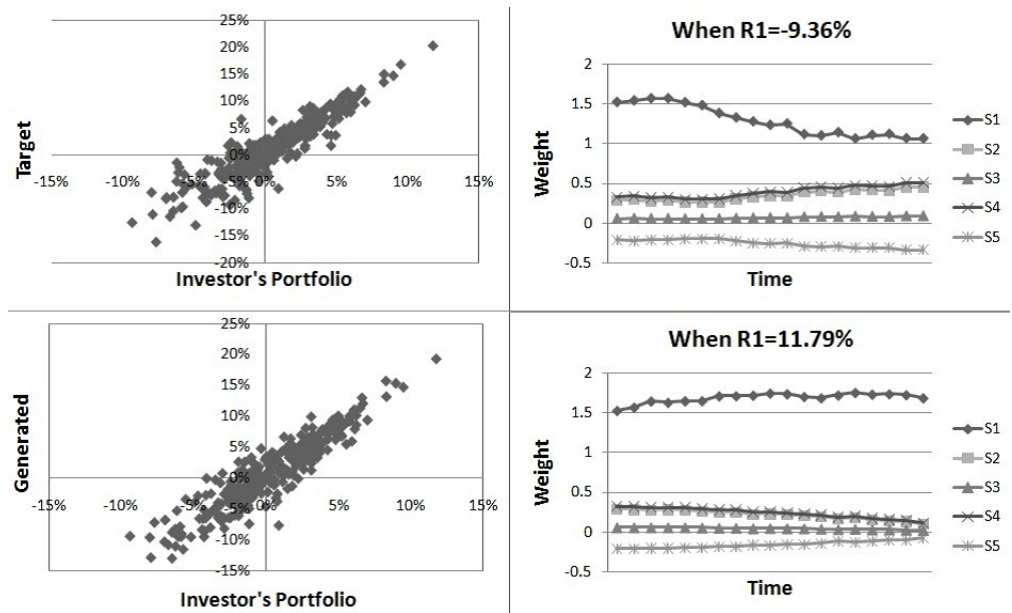 25%
20%
15%
10%
5%
0%
-15% -10% -5% 0% 5% 10% 15%
-5%
-10%
-15%
-20%
Target
Investor's Portfolio
When R1=-9.36%
2
1.5
1
0.5
0
-0.5
Weight
Time
S1
S2
S3
S4
S5
25%
20%
15%
10%
5%
0%
-15% -10% -5% 0% 5% 10% 15%
-5%
-10%
-15%
Generated
Investor's Portfolio
When R1=11.79%
2
1.5
1
0.5
0
-0.5
Weight
Time
S1
S2
S3
S4
S5